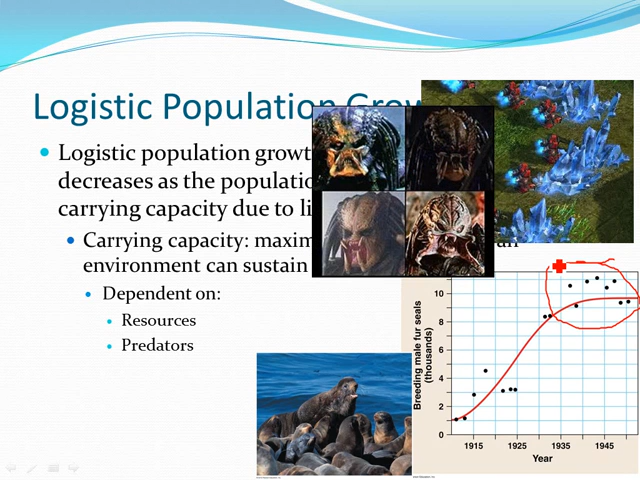 Logistic Population Grow
Logistic population growt
decreases as the populatio
carrying capacity due to li
Carrying capacity: maxim
environment can sustain
Dependent on:
Resources
Predators
Breeding male fur seals
(thousands)
10
8
6
4
2
0
1915 1925 1935 1945
Year